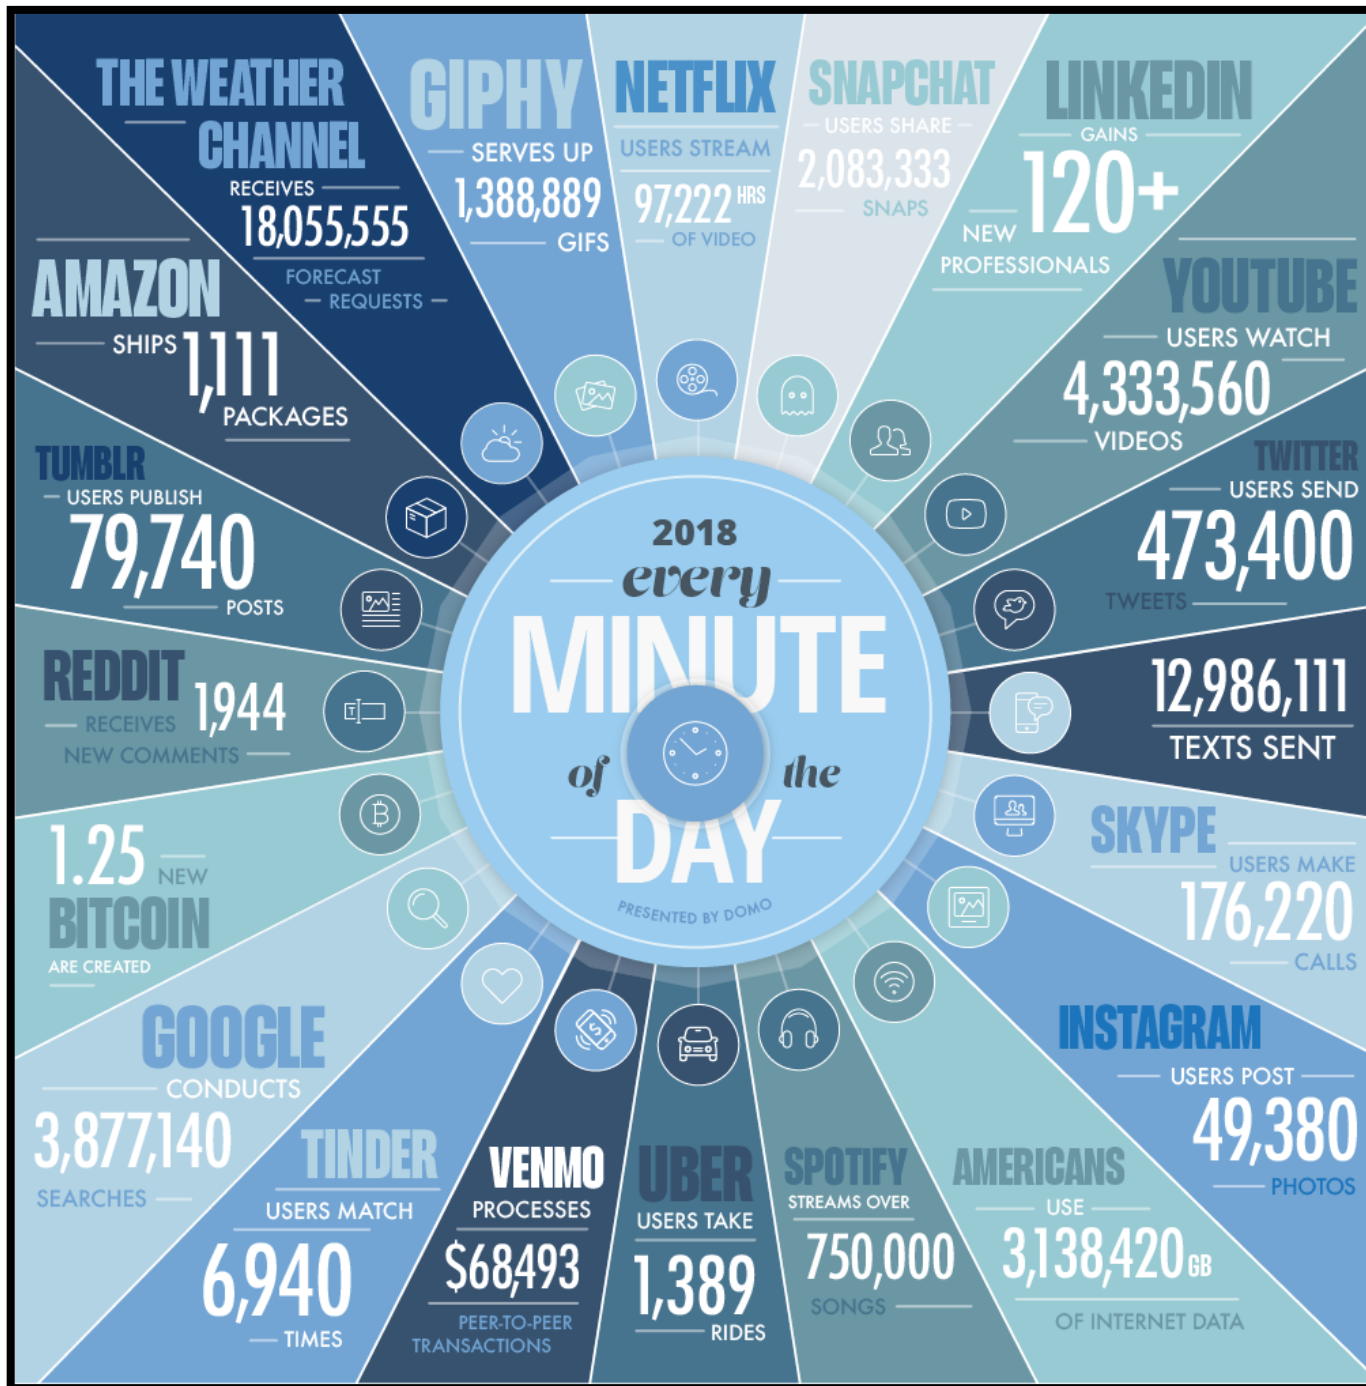 2018
every
MINUTE
of the
DAY
PRESENTED BY DOMO
THE WEATHER
CHANNEL
RECEIVES
18,055,555
FORECAST
REQUESTS
GIPHY
SERVES UP
1,388,889
GIFS
NETFLIX
USERS STREAM
97,222 HRS
OF VIDEO
SNAPCHAT
USERS SHARE
2,083,333
SNAPS
LINKEDIN
GAINS
120+
NEW
PROFESSIONALS
YOUTUBE
USERS WATCH
4,333,560
VIDEOS
TWITTER
USERS SEND
473,400
TWEETS
12,986,111
TEXTS SENT
SKYPE
USERS MAKE
176,220
CALLS
INSTAGRAM
USERS POST
49,380
PHOTOS
AMERICANS
USE
3,138,420 GB
OF INTERNET DATA
SPOTIFY
STREAMS OVER
750,000
SONGS
UBER
USERS TAKE
1,389
RIDES
VENMO
PROCESSES
$68,493
PEER-TO-PEER
TRANSACTIONS
TINDER
USERS MATCH
6,940
TIMES
GOOGLE
CONDUCTS
3,877,140
SEARCHES
1.25 NEW
BITCOIN
ARE CREATED
REDDIT
RECEIVES 1,944
NEW COMMENTS
TUMBLR
USERS PUBLISH
79,740
POSTS
AMAZON
SHIPS 1,111
PACKAGES